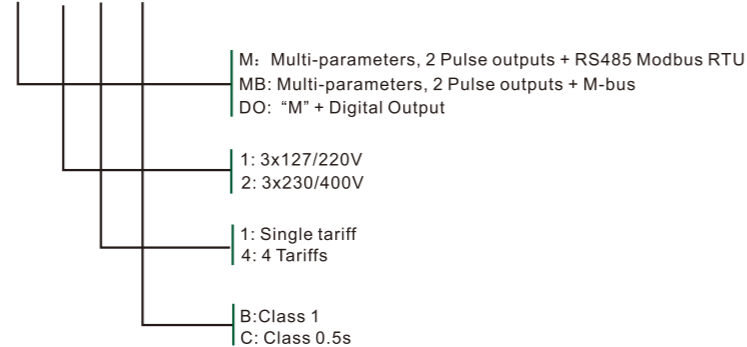 M： Multi-parameters, 2 Pulse outputs + RS485 Modbus RTU
MB: Multi-parameters, 2 Pulse outputs + M-bus
DO: “M” + Digital Output
1: 3x127/220V
2: 3x230/400V
1: Single tariff
4: 4 Tariffs
B:Class 1
C: Class 0.5s